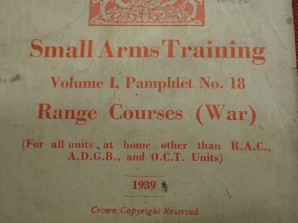 Small Arms Training
Volume I, Pamphlet No. 18
Range Courses (War)
(For all units at home other than R.A.C.,
A.D.G.B., and O.C.T. Units)
1939
Crown Copyright Reserved